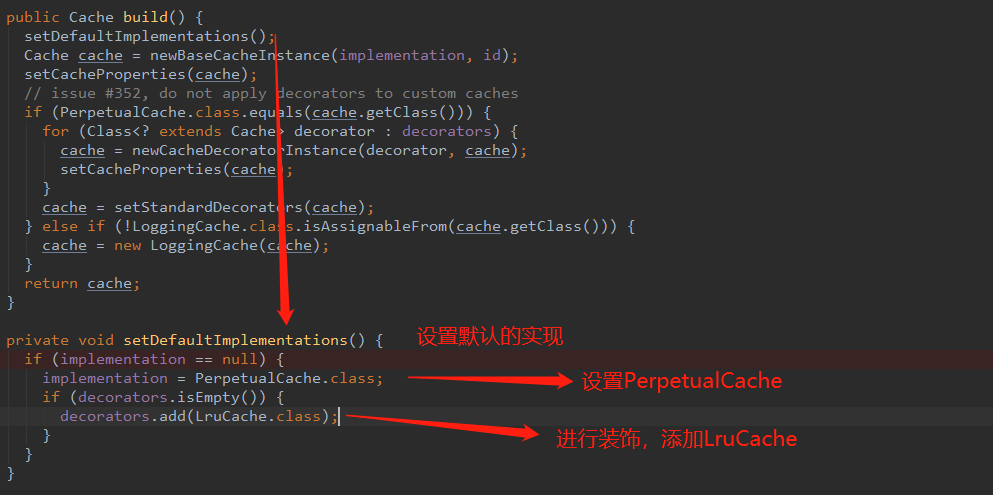 public Cache build() {
setDefaultImplementations();
Cache cache = newBaseCacheInstance(implementation, id);
setCacheProperties(cache);
// issue #352, do not apply decorators to custom caches
if (PerpetualCache.class.equals(cache.getClass())) {
for (Class<? extends Cache> decorator : decorators) {
cache = newCacheDecoratorInstance(decorator, cache);
setCacheProperties(cache);
}
cache = setStandardDecorators(cache);
} else if (!LoggingCache.class.isAssignableFrom(cache.getClass())) {
cache = new LoggingCache(cache);
}
return cache;
}
private void setDefaultImplementations() { 设置默认的实现
if (implementation == null) {
implementation = PerpetualCache.class; 设置PerpetualCache
if (decorators.isEmpty()) {
decorators.add(LruCache.class); 进行装饰，添加LruCache
}
}
}